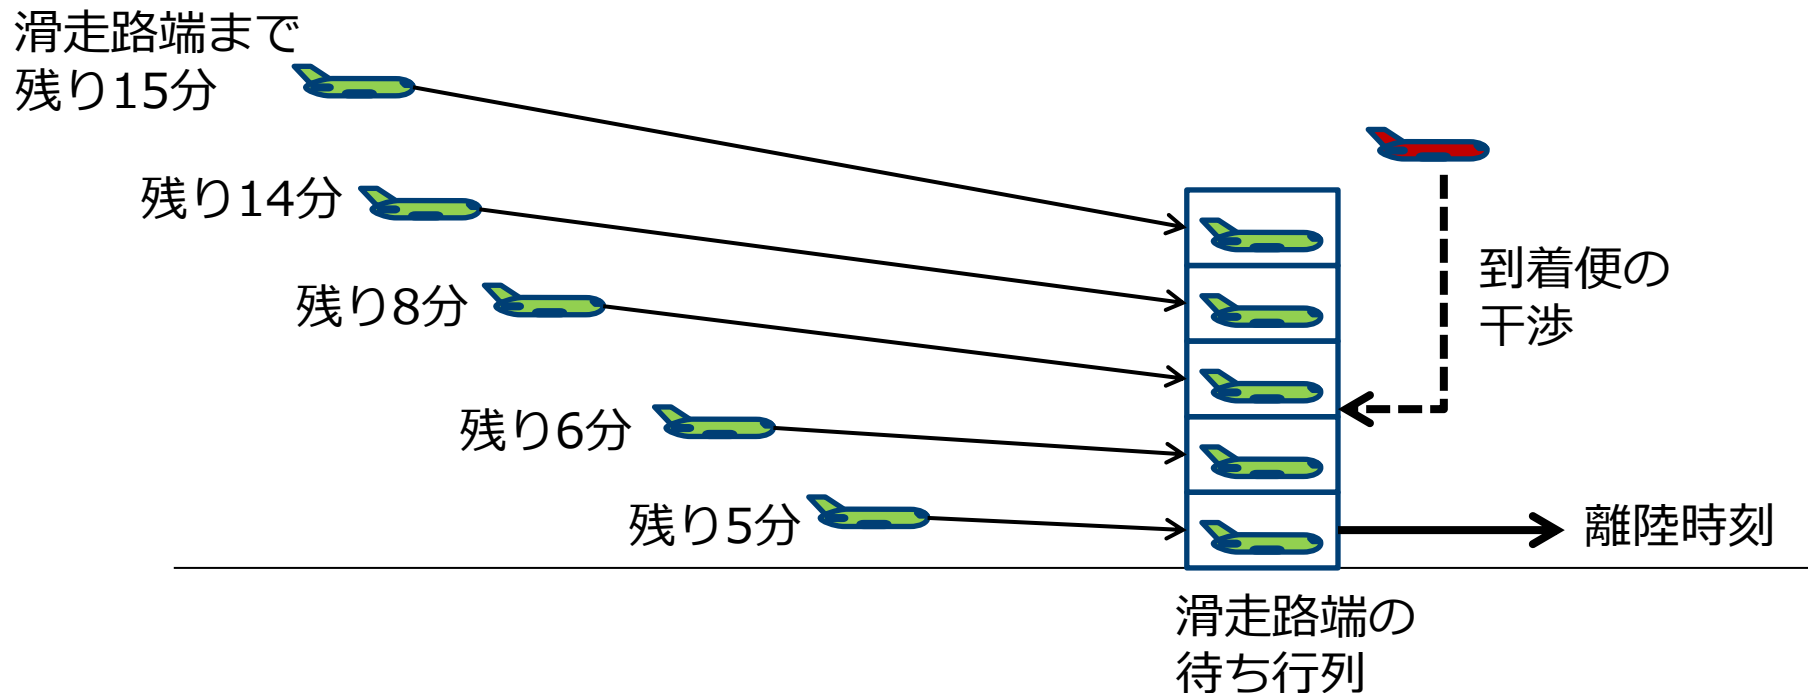 滑走路端まで
残り15分
残り14分
残り8分
残り6分
残り5分
到着便の
干渉
離陸時刻
滑走路端の
待ち行列